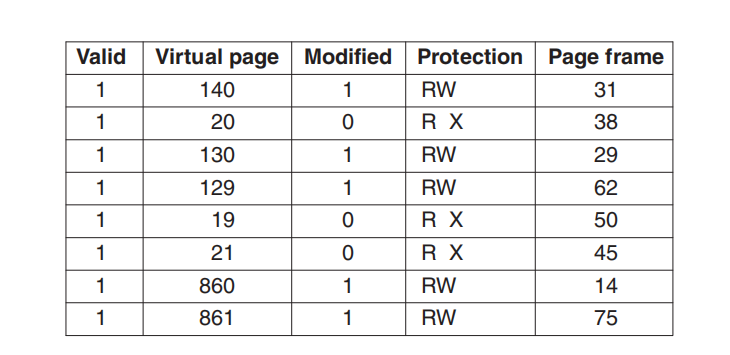 Valid Virtual page Modified Protection Page frame
1 140 1 RW 31
1 20 0 R X 38
1 130 1 RW 29
1 129 1 RW 62
1 19 0 R X 50
1 21 0 R X 45
1 860 1 RW 14
1 861 1 RW 75